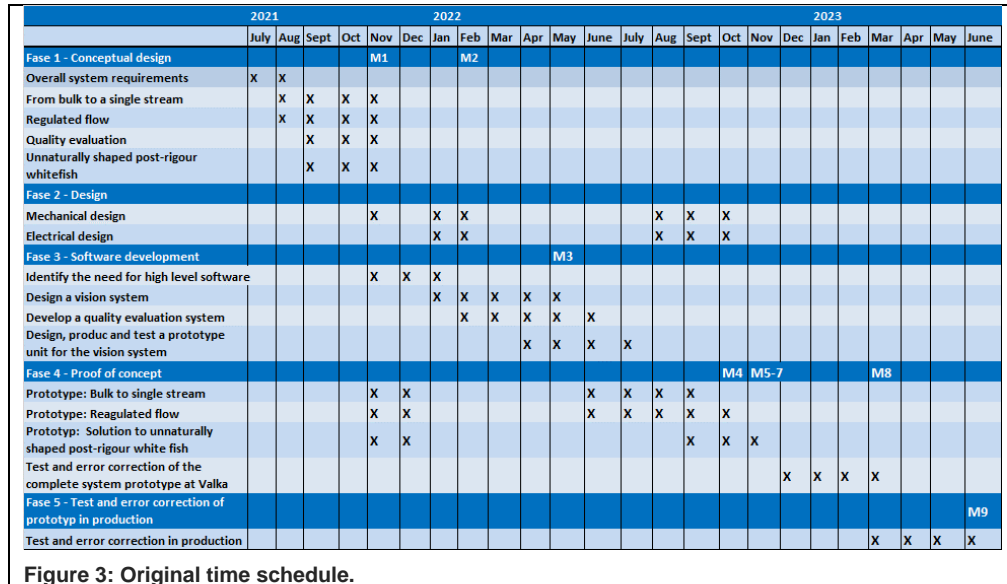 2021 2022 2023
July Aug Sept Oct Nov Dec Jan Feb Mar Apr May June July Aug Sept Oct Nov Dec Jan Feb Mar Apr May June
Fase 1 - Conceptual design M1 M2
Overall system requirements X X
From bulk to a single stream X X X X
Regulated flow X X X X
Quality evaluation X X X
Unnaturally shaped post-rigour
whitefish X X X
Fase 2 - Design
Mechanical design X X X X X X
Electrical design X X X X X
Fase 3 - Software development M3
Identify the need for high level software X X X
Design a vision system X X X X X
Develop a quality evaluation system X X X X X
Design, produc and test a prototype
unit for the vision system X X X X
Fase 4 - Proof of concept M4 M5-7 M8
Prototype: Bulk to single stream X X X X X X
Prototype: Reagulated flow X X X X X X X
Prototyp: Solution to unnaturally
shaped post-rigour white fish X X X X X
Test and error correction of the
complete system prototype at Valka X X X X
Fase 5 - Test and error correction of
prototyp in production M9
Test and error correction in production X X X X
Figure 3: Original time schedule.